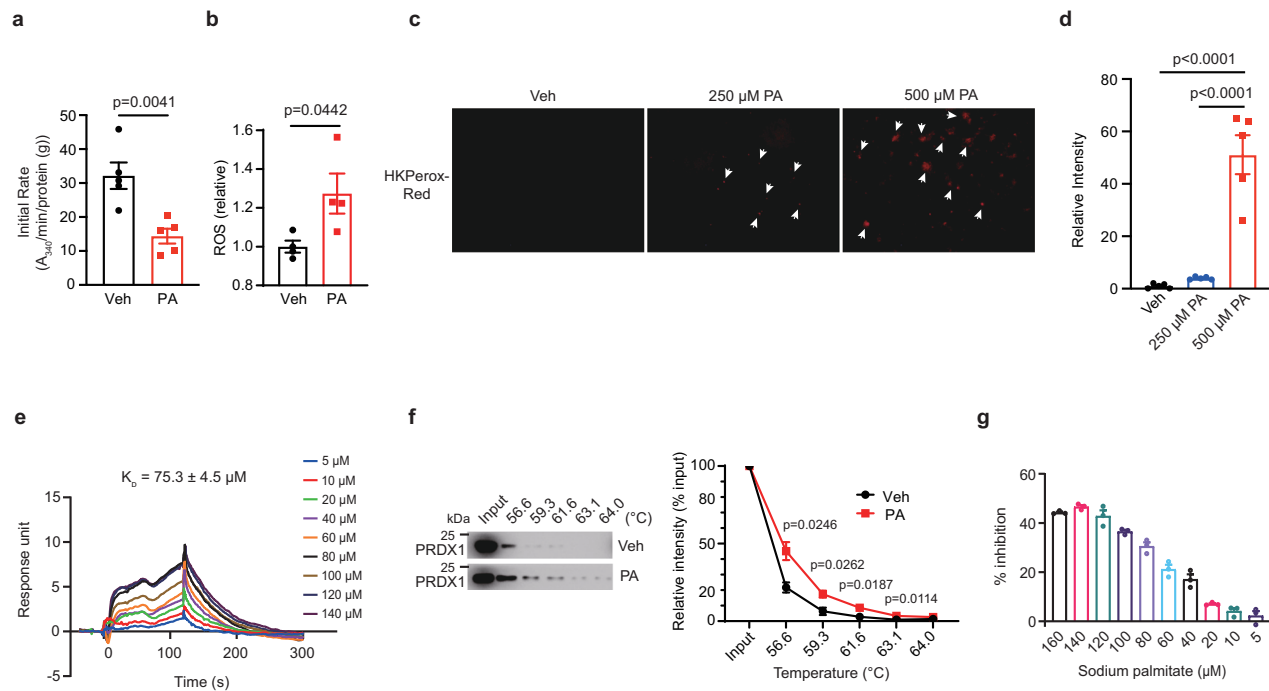 a
p=0.0041
Initial Rate
(A340/min/protein (g))
50
40
30
20
10
0
Veh PA
b
p=0.0442
ROS (relative)
1.6
1.4
1.2
1.0
0.8
Veh PA
c
Veh 250 µM PA 500 µM PA
HKPerox-
Red
d
p<0.0001
p<0.0001
Relative Intensity
80
60
40
20
0
Veh
250 µM PA
500 µM PA
e
KD = 75.3 ± 4.5 µM
Response unit
15
10
5
0
-5
0 100 200 300
Time (s)
5 µM
10 µM
20 µM
40 µM
60 µM
80 µM
100 µM
120 µM
140 µM
f
kDa Input 56.6 59.3 61.6 63.1 64.0 (°C)
25
PRDX1 Veh
25
PRDX1 PA
Relative intensity (% input)
100
80
50
20
0
Veh
PA
p=0.0246
p=0.0262
p=0.0187
p=0.0114
Input 56.6 59.3 61.6 63.1 64.0
Temperature (°C)
g
% inhibition
60
40
20
0
160 140 120 100 80 60 40 20 10 5
Sodium palmitate (µM)